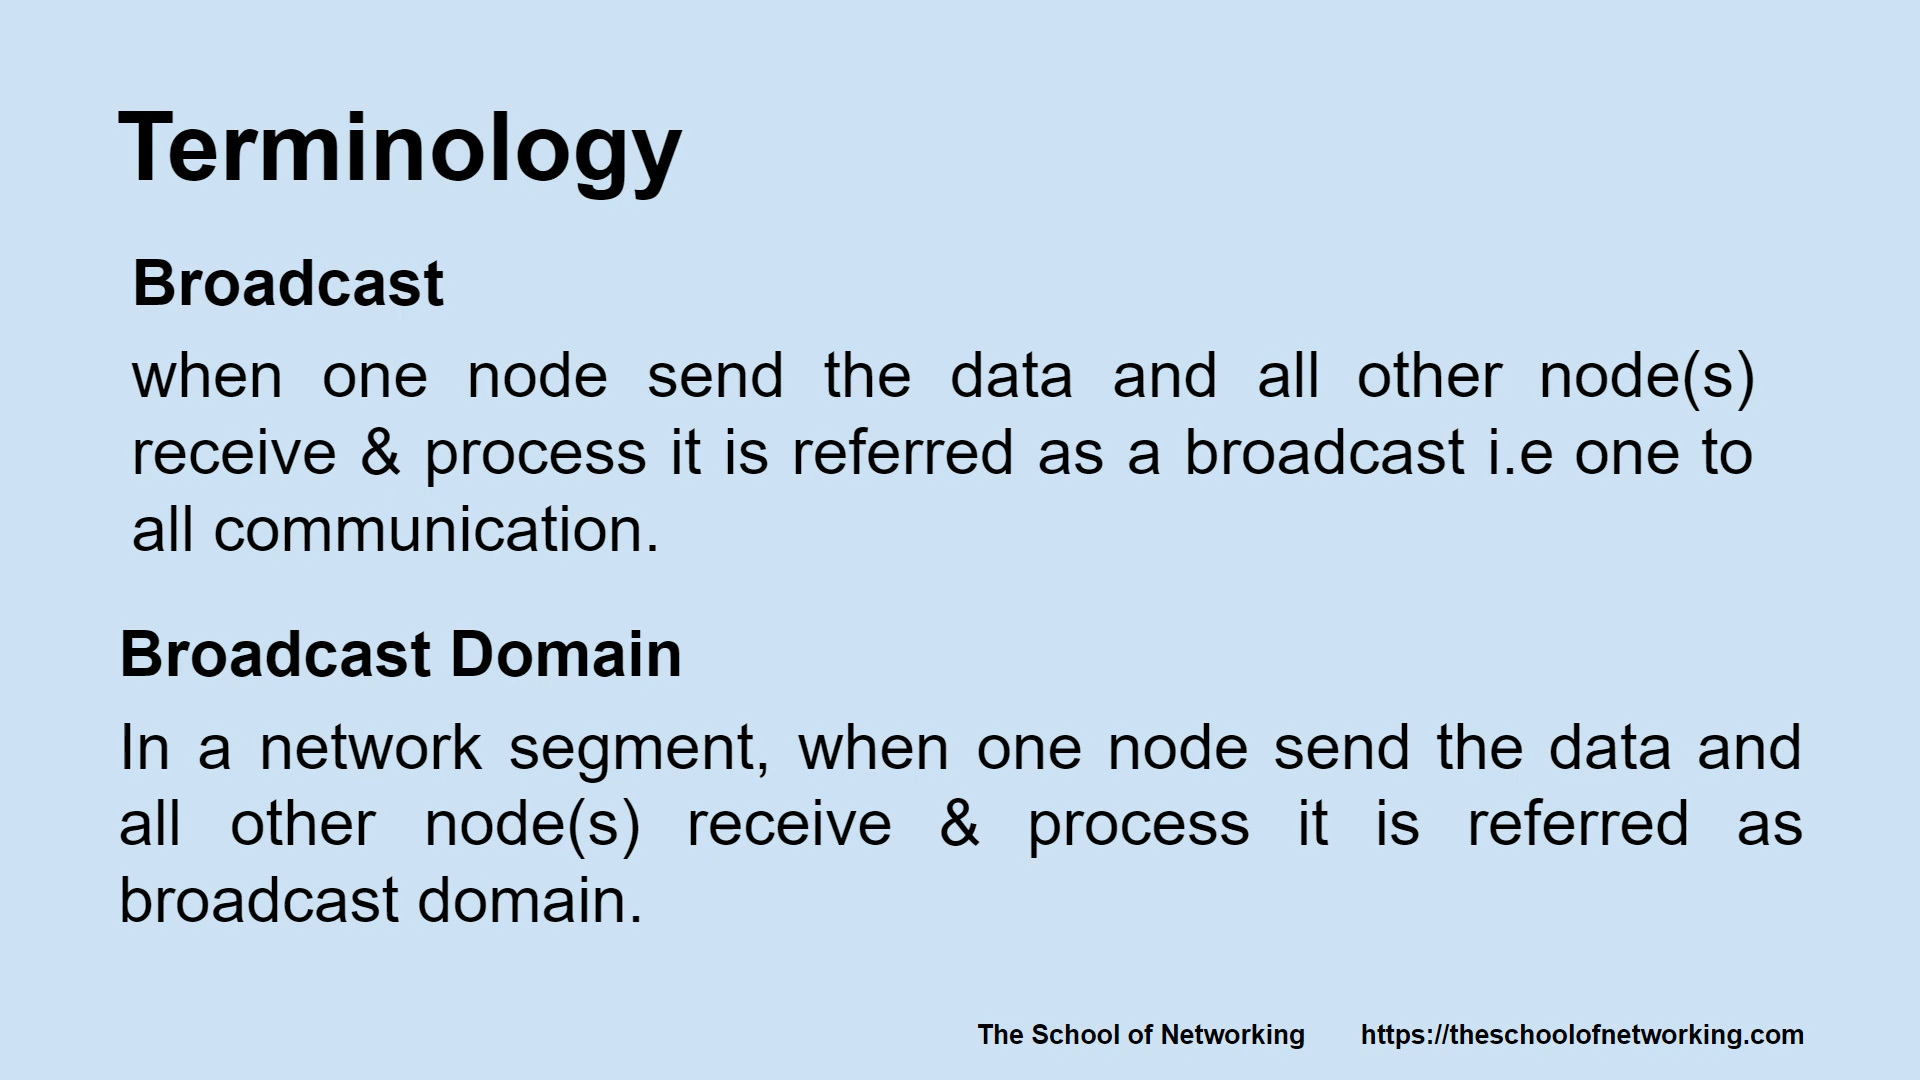 Terminology
Broadcast
when one node send the data and all other node(s)
receive & process it is referred as a broadcast i.e one to
all communication.
Broadcast Domain
In a network segment, when one node send the data and
all other node(s) receive & process it is referred as
broadcast domain.
The School of Networking https://theschoolofnetworking.com